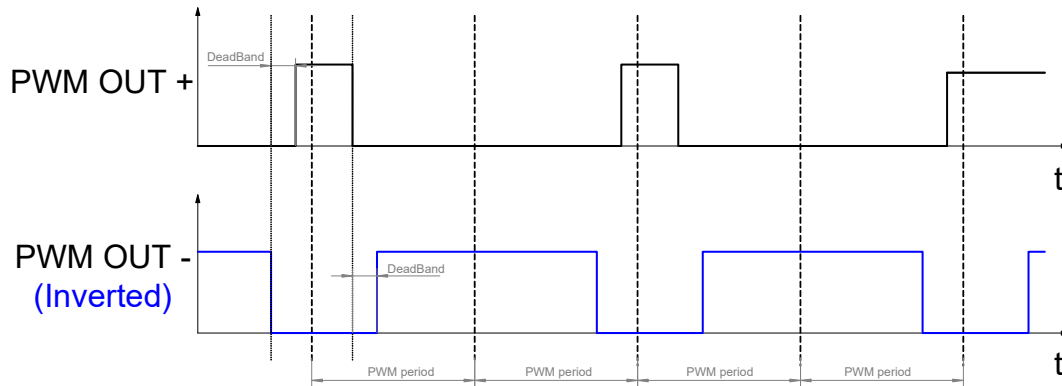 DeadBand
PWM OUT +
t
PWM OUT -
(Inverted)
DeadBand
t
PWM period
PWM period
PWM period
PWM period